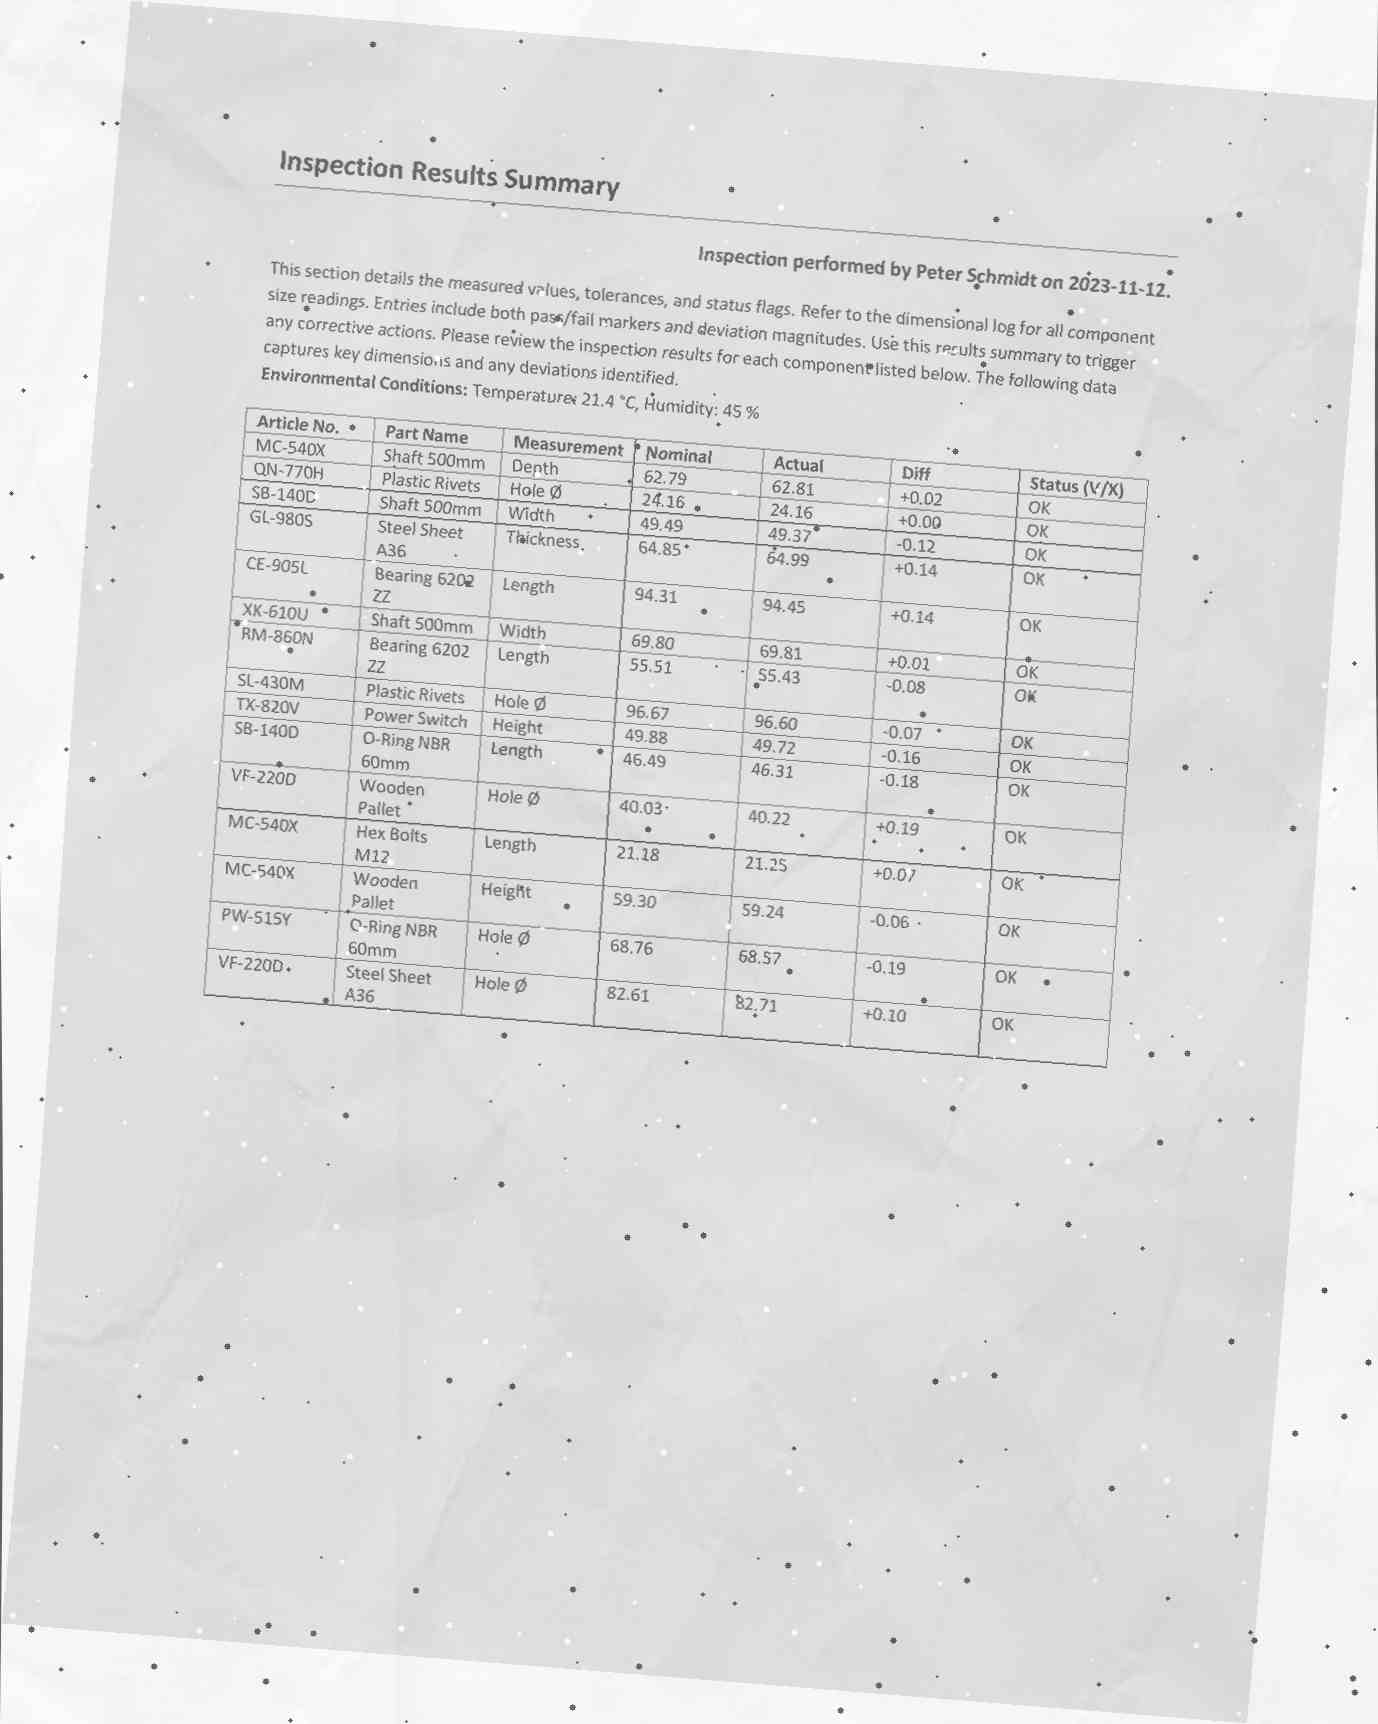 Inspection Results Summary
Inspection performed by Peter Schmidt on 2023-11-12.
This section details the measured values, tolerances, and status flags. Refer to the dimensional log for all component
size readings. Entries include both pass/fail markers and deviation magnitudes. Use this results summary to trigger
any corrective actions. Please review the inspection results for each component listed below. The following data
captures key dimensions and any deviations identified.
Environmental Conditions: Temperature: 21.4 °C, Humidity: 45 %
Article No. Part Name Measurement Nominal Actual Diff Status (V/X)
MC-540X Shaft 500mm Depth 62.79 62.81 +0.02 OK
QN-770H Plastic Rivets Hole Ø 24.16 24.16 +0.00 OK
SB-140D Shaft 500mm Width 49.49 49.37 -0.12 OK
GL-980S Steel Sheet Thickness 64.85 64.99 +0.14 OK
A36
CE-905L Bearing 6202 Length 94.31 94.45 +0.14 OK
ZZ
XK-610U Shaft 500mm Width 69.80 69.81 +0.01 OK
RM-860N Bearing 6202 Length 55.51 55.43 -0.08 OK
ZZ
SL-430M Plastic Rivets Hole Ø 96.67 96.60 -0.07 OK
TX-820V Power Switch Height 49.88 49.72 -0.16 OK
SB-140D O-Ring NBR Length 46.49 46.31 -0.18 OK
60mm
VF-220D Wooden Hole Ø 40.03 40.22 +0.19 OK
Pallet
MC-540X Hex Bolts Length 21.18 21.25 +0.07 OK
M12
MC-540X Wooden Height 59.30 59.24 -0.06 OK
Pallet
PW-515Y O-Ring NBR Hole Ø 68.76 68.57 -0.19 OK
60mm
VF-220D Steel Sheet Hole Ø 82.61 82.71 +0.10 OK
A36